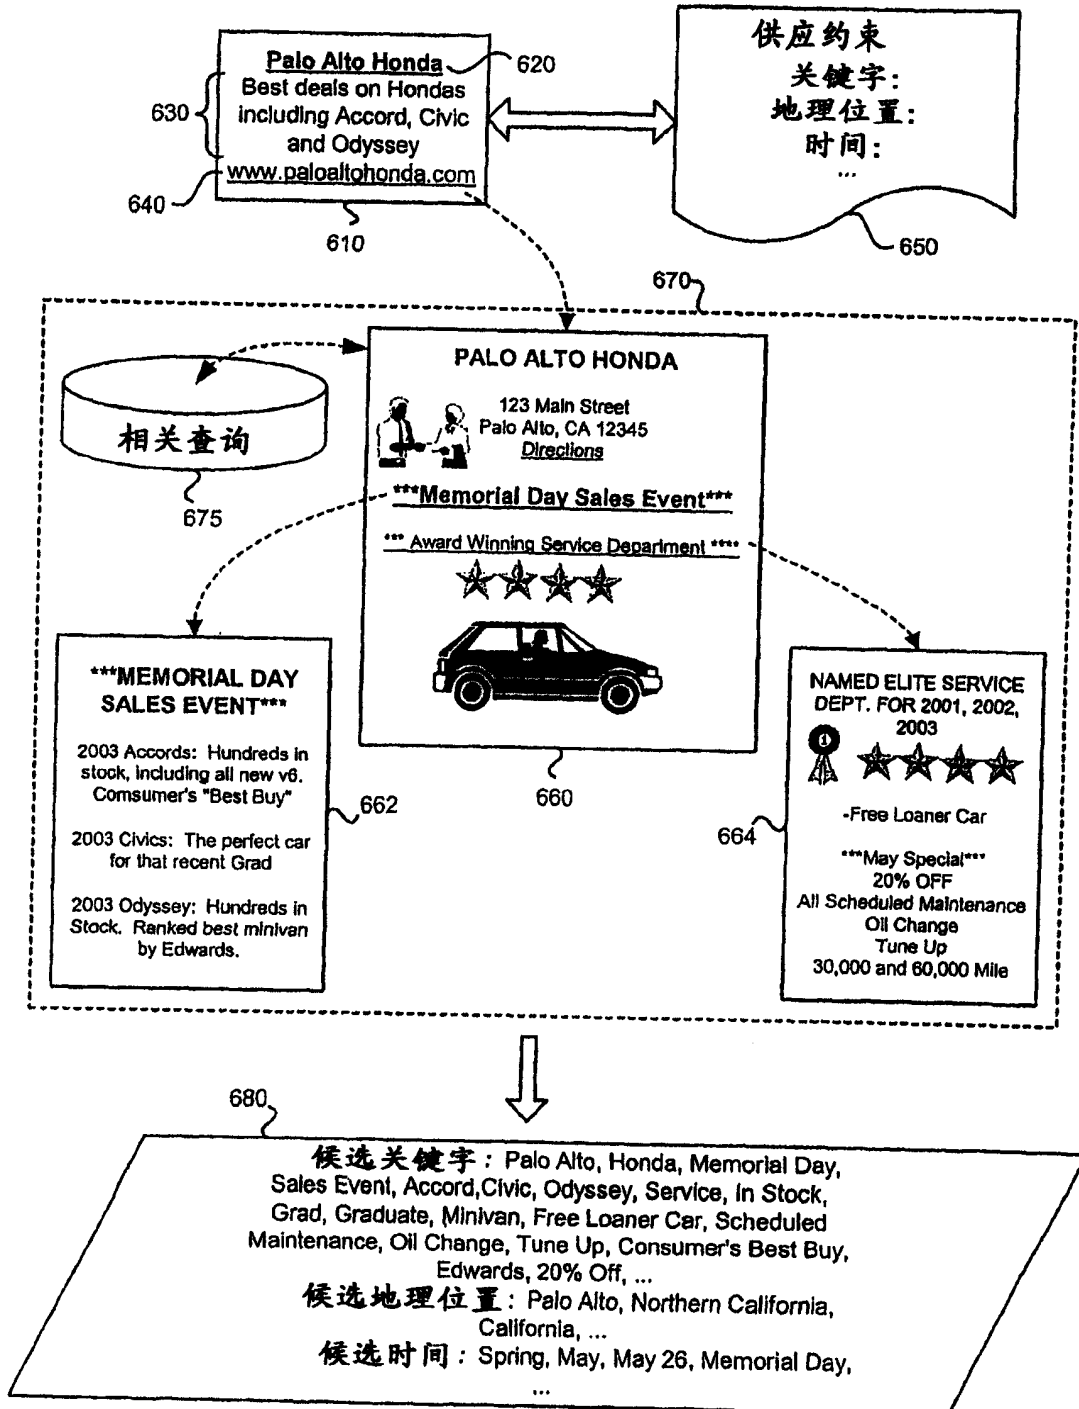 Palo Alto Honda
620
Best deals on Hondas
including Accord, Civic
and Odyssey
630
www.paloaltohonda.com
640
610
供应约束
关键字:
地理位置:
时间:
...
650
670
相关查询
675
PALO ALTO HONDA
123 Main Street
Palo Alto, CA 12345
Directions
***Memorial Day Sales Event***
*** Award Winning Service Department ****
660
***MEMORIAL DAY
SALES EVENT***
2003 Accords: Hundreds in
stock, including all new v6.
Comsumer's "Best Buy"
2003 Civics: The perfect car
for that recent Grad
2003 Odyssey: Hundreds in
Stock. Ranked best minivan
by Edwards.
662
NAMED ELITE SERVICE
DEPT. FOR 2001, 2002,
2003
1
-Free Loaner Car
***May Special***
20% OFF
All Scheduled Maintenance
Oil Change
Tune Up
30,000 and 60,000 Mile
664
680
候选关键字: Palo Alto, Honda, Memorial Day,
Sales Event, Accord,Civic, Odyssey, Service, In Stock,
Grad, Graduate, Minivan, Free Loaner Car, Scheduled
Maintenance, Oil Change, Tune Up, Consumer's Best Buy,
Edwards, 20% Off, ...
候选地理位置: Palo Alto, Northern California,
California, ...
候选时间: Spring, May, May 26, Memorial Day,
...